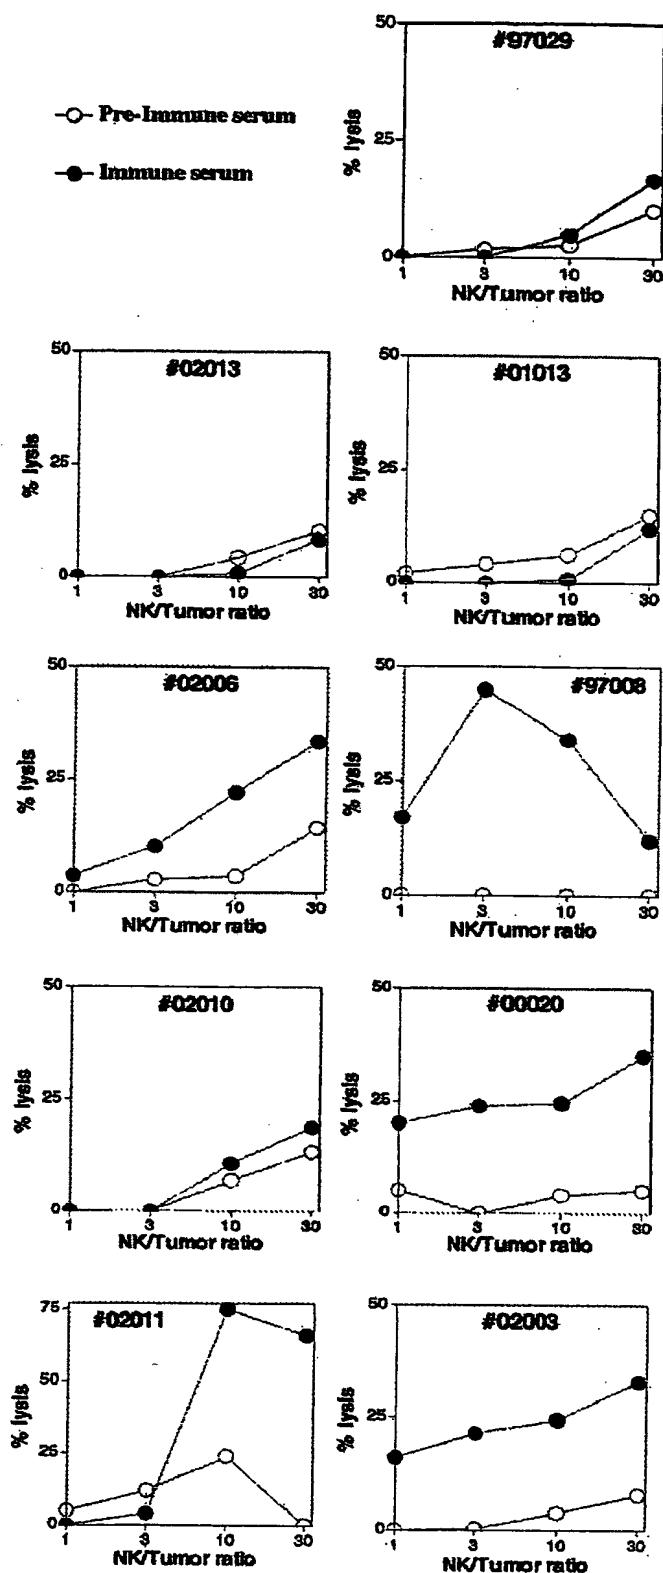 #97029
Pre-Immune serum
Immune serum
% lysis
50
25
0
1 3 10 30
NK/Tumor ratio
#02013
% lysis
50
25
0
1 3 10 30
NK/Tumor ratio
#01013
% lysis
50
25
0
1 3 10 30
NK/Tumor ratio
#02006
% lysis
50
25
0
1 3 10 30
NK/Tumor ratio
#97008
% lysis
50
25
0
1 3 10 30
NK/Tumor ratio
#02010
% lysis
50
25
0
1 3 10 30
NK/Tumor ratio
#00020
% lysis
50
25
0
1 3 10 30
NK/Tumor ratio
#02011
% lysis
75
50
25
0
1 3 10 30
NK/Tumor ratio
#02003
% lysis
50
25
0
1 3 10 30
NK/Tumor ratio